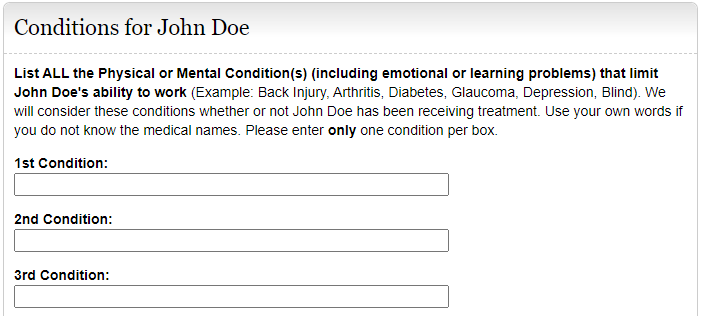 Conditions for John Doe
List ALL the Physical or Mental Condition(s) (including emotional or learning problems) that limit
John Doe's ability to work (Example: Back Injury, Arthritis, Diabetes, Glaucoma, Depression, Blind). We
will consider these conditions whether or not John Doe has been receiving treatment. Use your own words if
you do not know the medical names. Please enter only one condition per box.
1st Condition:
2nd Condition:
3rd Condition: